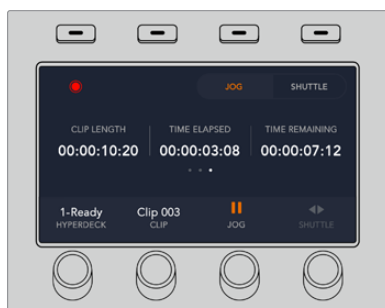 JOG SHUTTLE
CLIP LENGTH TIME ELAPSED TIME REMAINING
00:00:10:20 00:00:03:08 00:00:07:12
1-Ready Clip 003
HYPERDECK CLIP JOG SHUTTLE